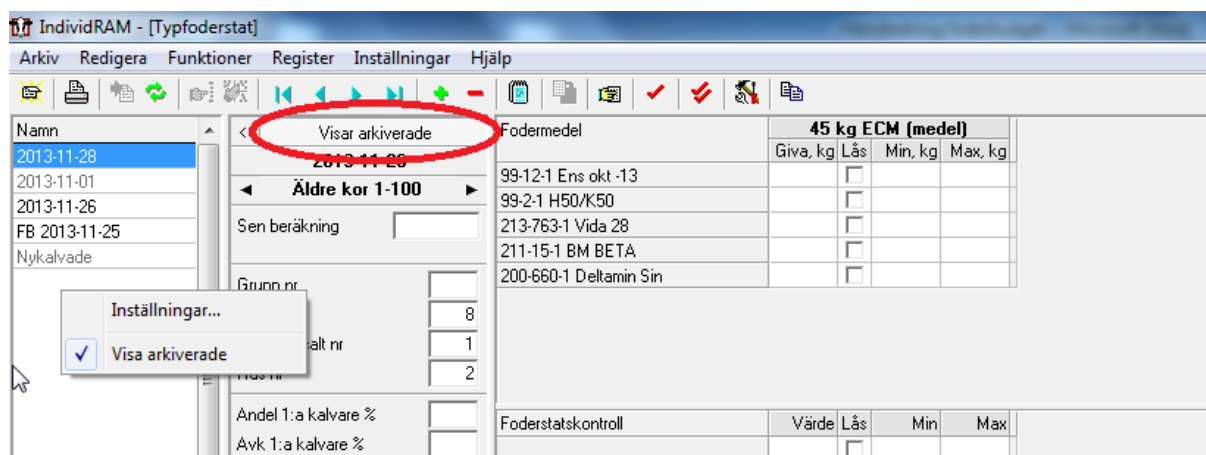 IndividRAM - [Typfoderstat]
Arkiv Redigera Funktioner Register Inställningar Hjälp
Namn
2013-11-28
2013-11-01
2013-11-26
FB 2013-11-25
Nykalvade
Inställningar...
Visa arkiverade
< Visar arkiverade
Äldre kor 1-100
Sen beräkning
Grupp nr
8
alt nr 1
2
Andel 1:a kalvare %
Avk 1:a kalvare %
Fodermedel 45 kg ECM (medel)
Giva, kg Lås Min, kg Max, kg
99-12-1 Ens okt -13
99-2-1 H50/K50
213-763-1 Vida 28
211-15-1 BM BETA
200-660-1 Deltamin Sin
Foderstatskontroll Värde Lås Min Max